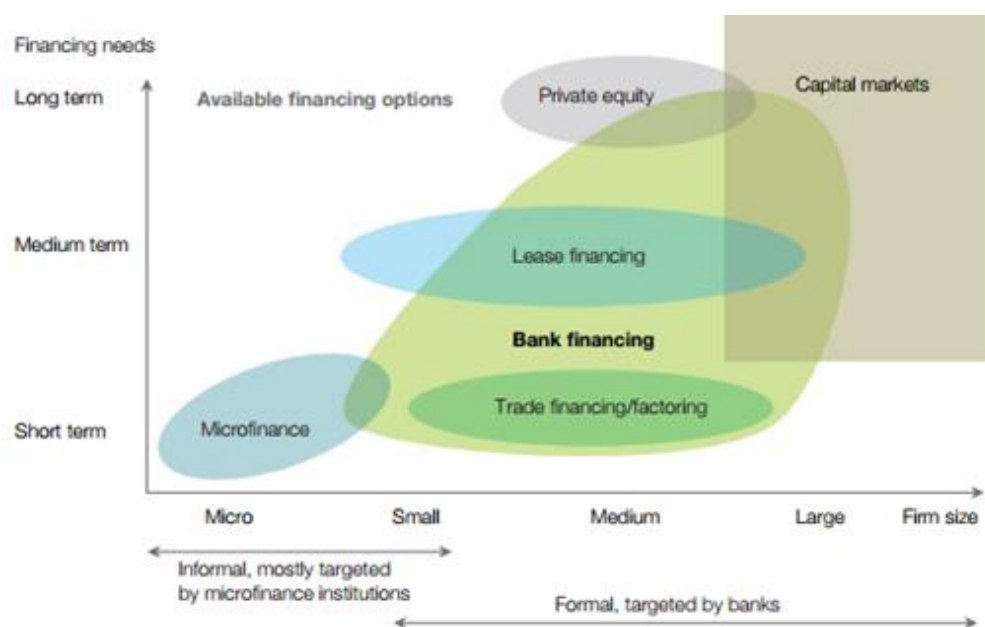 Financing needs
Long term
Available financing options
Private equity
Capital markets
Medium term
Lease financing
Bank financing
Trade financing/factoring
Short term
Microfinance
Micro
Small
Medium
Large
Firm size
Informal, mostly targeted
by microfinance institutions
Formal, targeted by banks